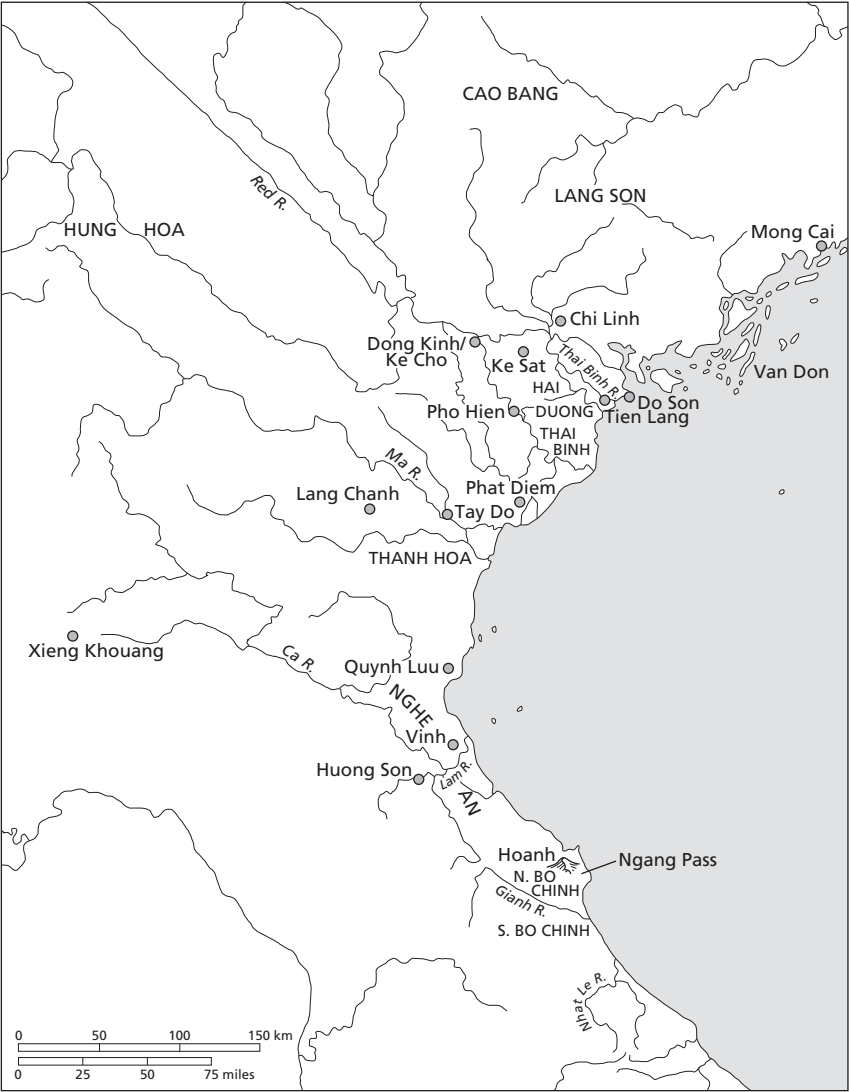 CAO BANG
Red R.
LANG SON
HUNG HOA
Mong Cai
Chi Linh
Dong Kinh/
Ke Cho
Ke Sat
Thai Binh R.
Van Don
HAI
DUONG
Do Son
Tien Lang
Pho Hien
THAI
BINH
Ma R.
Phat Diem
Lang Chanh
Tay Do
THANH HOA
Xieng Khouang
Ca R.
Quynh Luu
NGHE
Vinh
Huong Son
Lam R.
AN
Hoanh
Ngang Pass
N. BO
CHINH
Gianh R.
S. BO CHINH
Nhat Le R.
0 50 100 150 km
0 25 50 75 miles